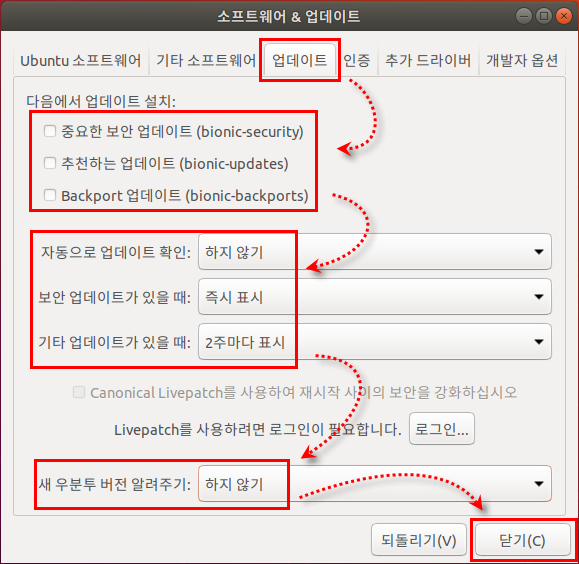 소프트웨어 & 업데이트
Ubuntu 소프트웨어 기타 소프트웨어 업데이트 인증 추가 드라이버 개발자 옵션
다음에서 업데이트 설치:
중요한 보안 업데이트 (bionic-security)
추천하는 업데이트 (bionic-updates)
Backport 업데이트 (bionic-backports)
자동으로 업데이트 확인: 하지 않기
보안 업데이트가 있을 때: 즉시 표시
기타 업데이트가 있을 때: 2주마다 표시
Canonical Livepatch를 사용하여 재시작 사이의 보안을 강화하십시오
Livepatch를 사용하려면 로그인이 필요합니다. 로그인...
새 우분투 버전 알려주기: 하지 않기
되돌리기(V) 닫기(C)